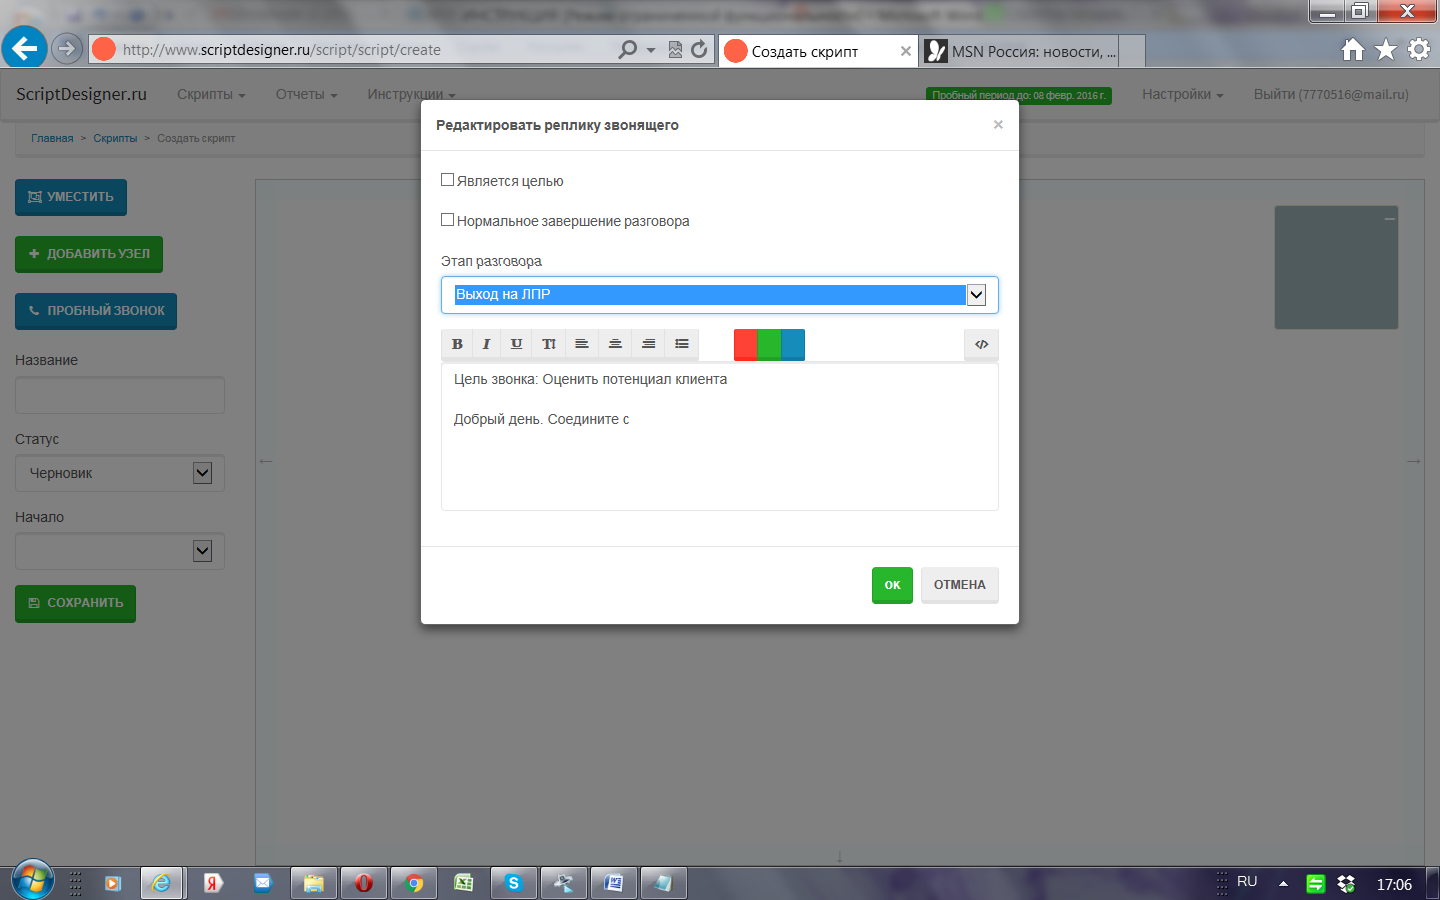 http://www.scriptdesigner.ru/script/script/create
Создать скрипт
MSN Россия: новости, ...
ScriptDesigner.ru
Скрипты
Отчеты
Инструкции
Пробный период до: 08 февр. 2016 г.
Настройки
Выйти (7770516@mail.ru)
Главная > Скрипты > Создать скрипт
Редактировать реплику звонящего
×
УМЕСТИТЬ
ДОБАВИТЬ УЗЕЛ
ПРОБНЫЙ ЗВОНОК
Название
Статус
Черновик
Начало
СОХРАНИТЬ
Является целью
Нормальное завершение разговора
Этап разговора
Выход на ЛПР
B I U T
Цель звонка: Оценить потенциал клиента
Добрый день. Соедините с
ОК
ОТМЕНА
RU
17:06